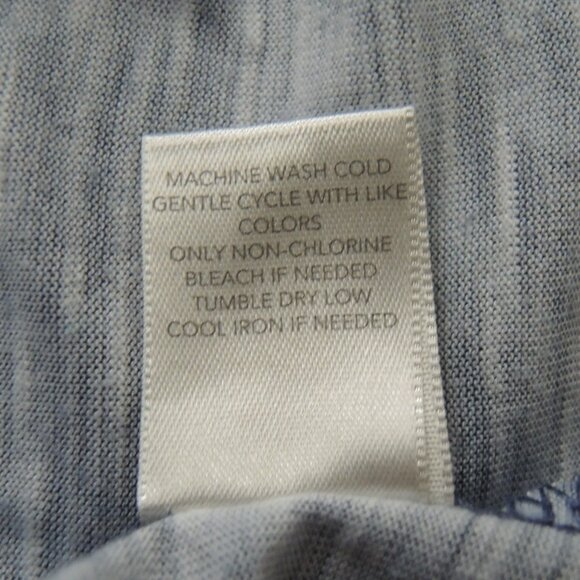 MACHINE WASH COLD
GENTLE CYCLE WITH LIKE
COLORS
ONLY NON-CHLORINE
BLEACH IF NEEDED
TUMBLE DRY LOW
COOL IRON IF NEEDED